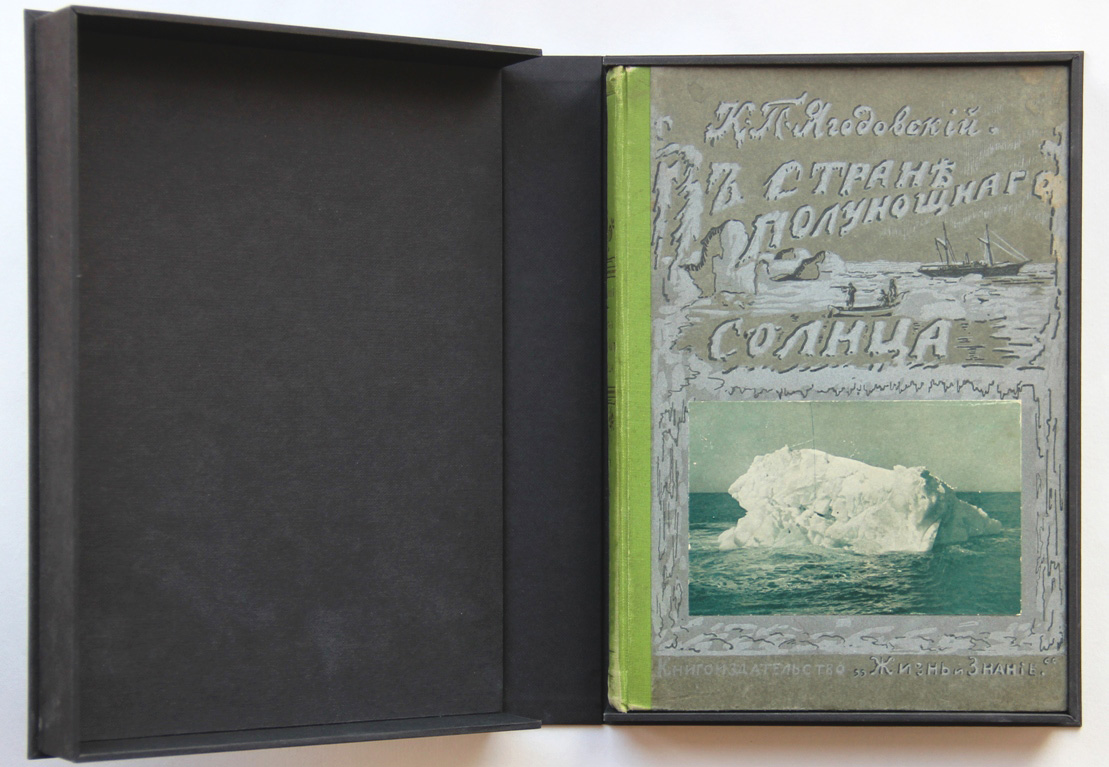 К. П. Ягодовскій.
Въ странѣ
полунощнаго
солнца
Книгоиздательство „Жизнь и Знаніе.“